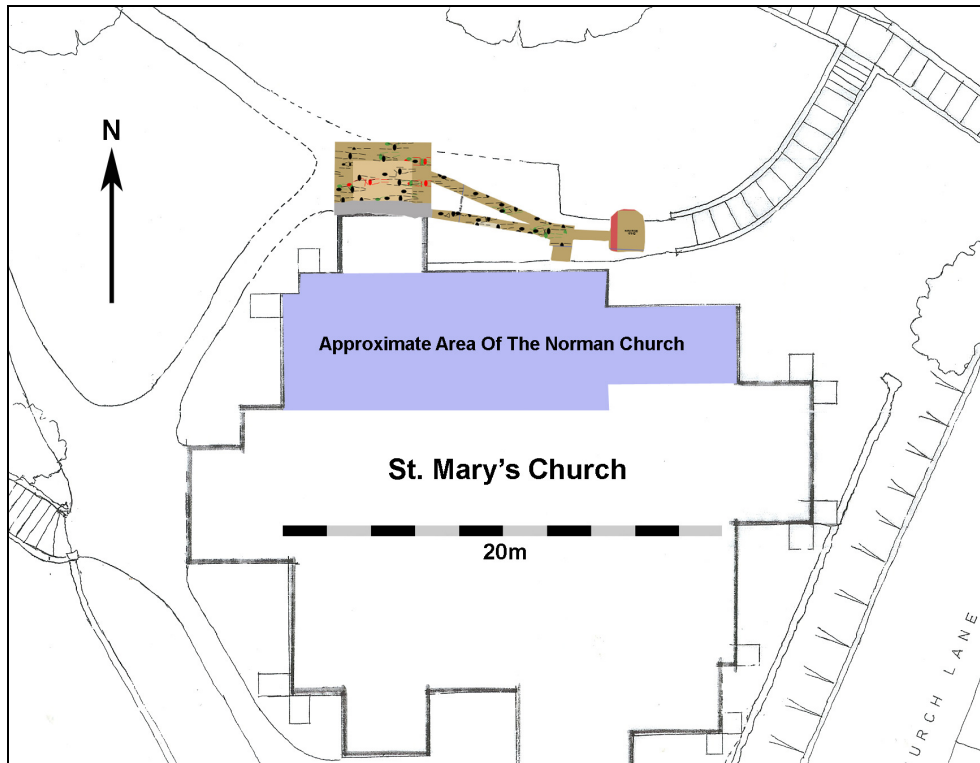 N
Approximate Area Of The Norman Church
St. Mary's Church
20m
URCH LANE